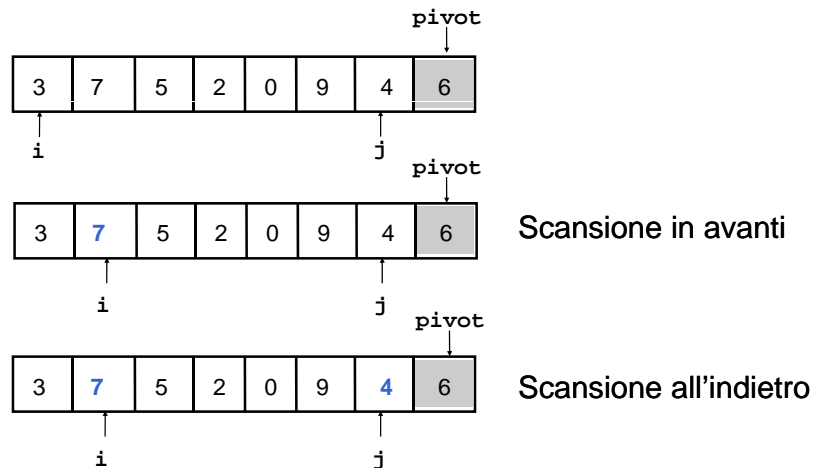 pivot
3 7 5 2 0 9 4 6
i j
pivot
3 7 5 2 0 9 4 6 Scansione in avanti
i j
pivot
3 7 5 2 0 9 4 6 Scansione all'indietro
i j